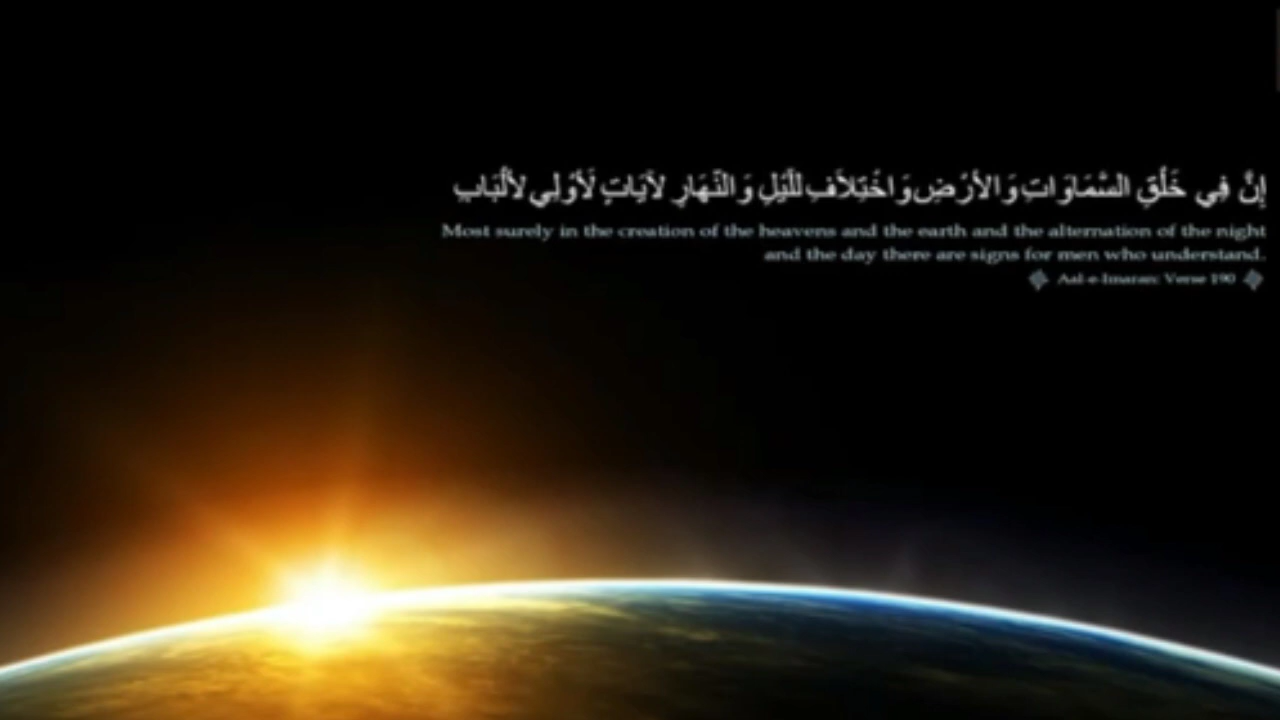 إِنَّ فِي خَلْقِ السَّمَاوَاتِ وَالأَرْضِ وَاخْتِلاَفِ اللَّيْلِ وَالنَّهَارِ لآيَاتٍ لِّأُوْلِي لأَلْبَابِ
Most surely in the creation of the heavens and the earth and the alternation of the night
and the day there are signs for men who understand.
Aal-e-Imaran: Verse 190